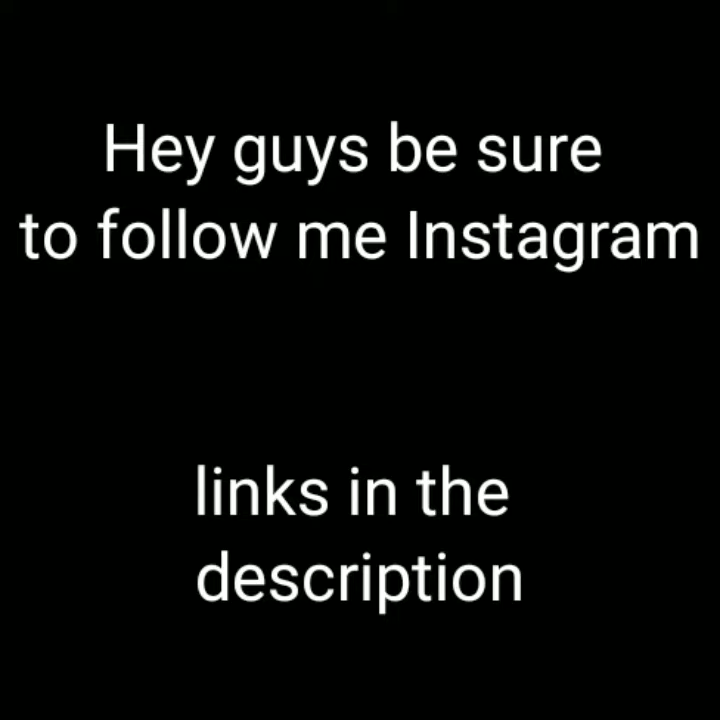 Hey guys be sure
to follow me Instagram
links in the
description